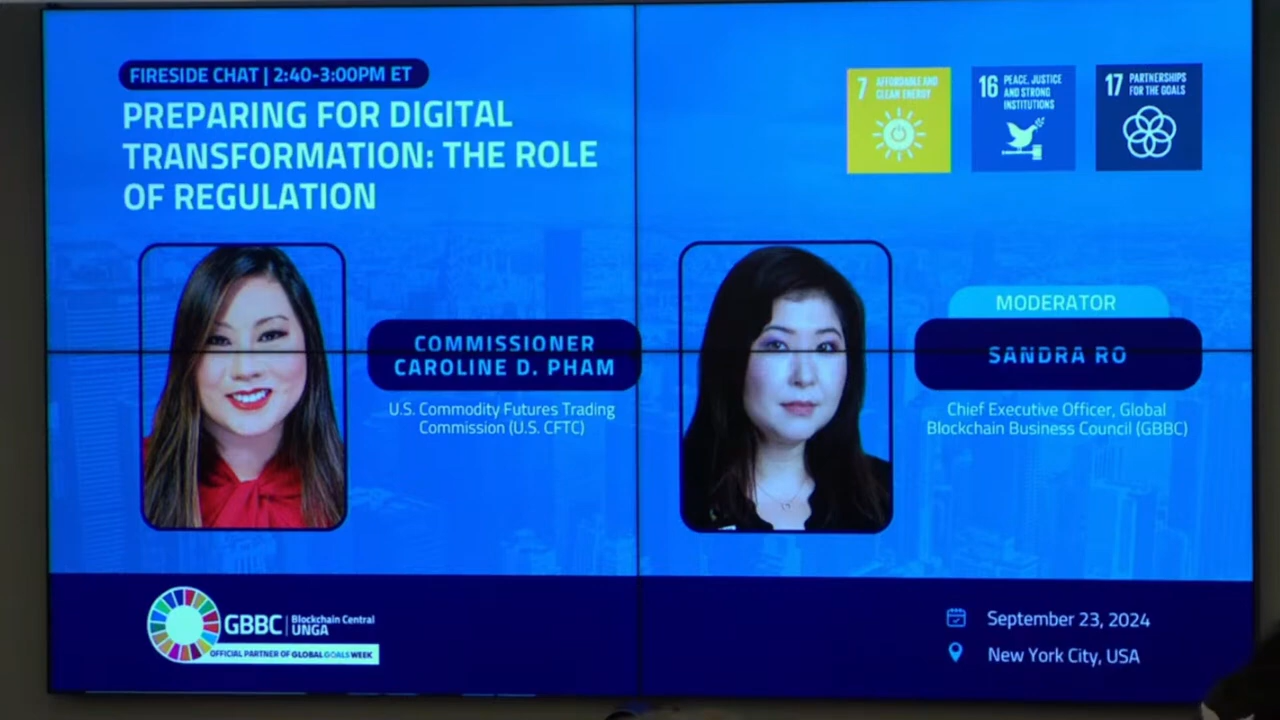 FIRESIDE CHAT | 2:40-3:00PM ET
PREPARING FOR DIGITAL
TRANSFORMATION: THE ROLE
OF REGULATION
7 AFFORDABLE AND
CLEAN ENERGY
16 PEACE, JUSTICE
AND STRONG
INSTITUTIONS
17 PARTNERSHIPS
FOR THE GOALS
COMMISSIONER
CAROLINE D. PHAM
U.S. Commodity Futures Trading
Commission (U.S. CFTC)
MODERATOR
SANDRA RO
Chief Executive Officer, Global
Blockchain Business Council (GBBC)
GBBC | Blockchain Central
UNGA
OFFICIAL PARTNER OF GLOBAL GOALS WEEK
September 23, 2024
New York City, USA